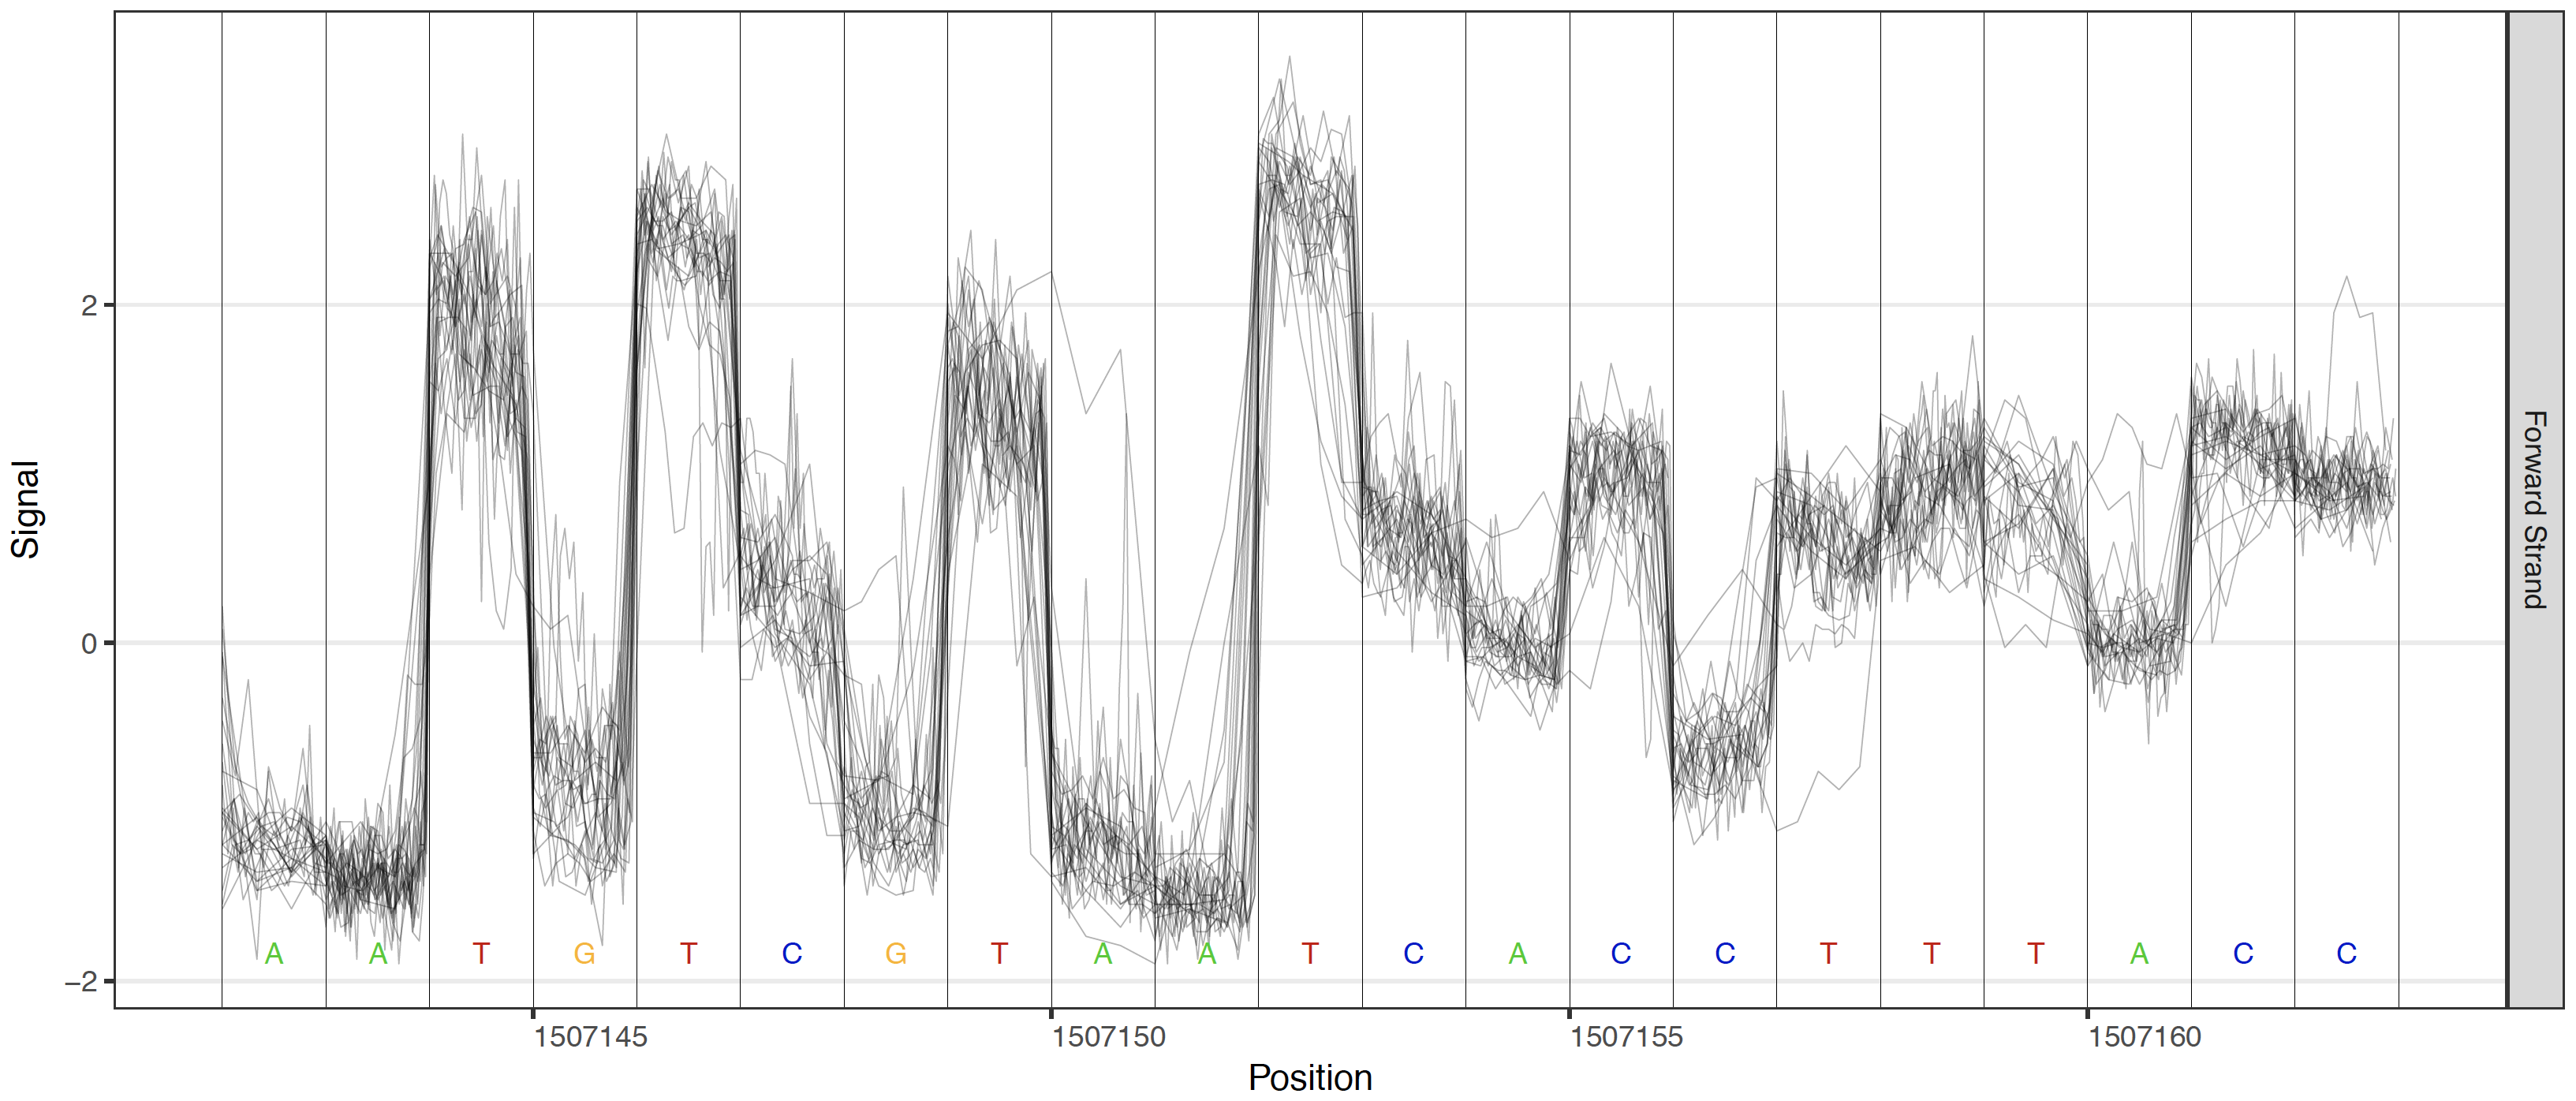 Signal
2
0
−2
A A T G T C G T A A T C A C C T T T A C C
1507145 1507150 1507155 1507160
Position
Forward Strand